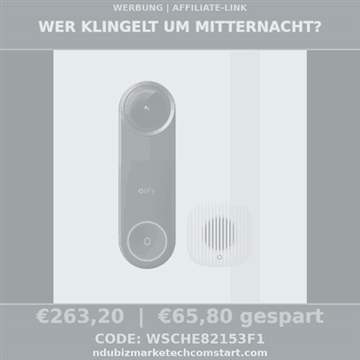 WERBUNG | AFFILIATE-LINK
WER KLINGELT UM MITTERNACHT?
eufy
€263,20 | €65,80 gespart
CODE: WSCHE82153F1
ndubizmarketechcomstart.com